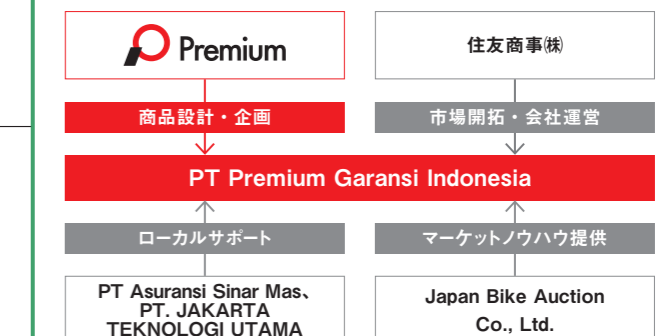 Premium
住友商事㈱
商品設計・企画
市場開拓・会社運営
PT Premium Garansi Indonesia
ローカルサポート
マーケットノウハウ提供
PT Asuransi Sinar Mas、
PT. JAKARTA
TEKNOLOGI UTAMA
Japan Bike Auction
Co., Ltd.